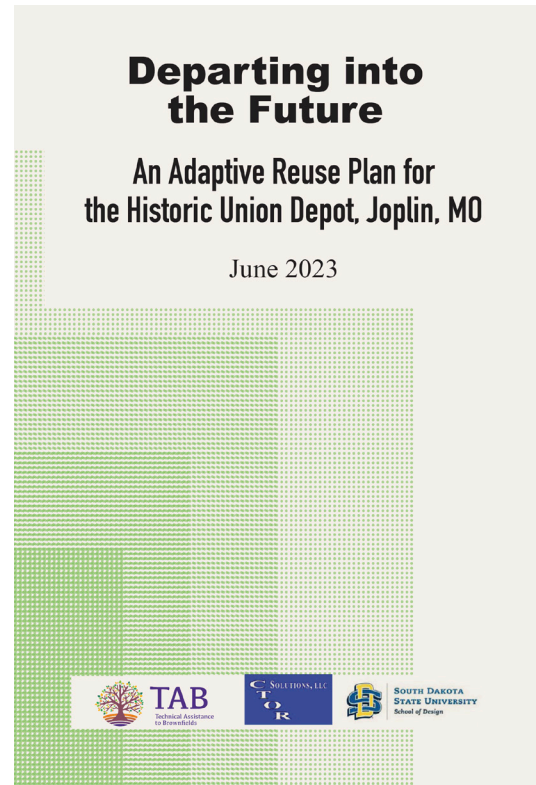 Departing into
the Future
An Adaptive Reuse Plan for
the Historic Union Depot, Joplin, MO
June 2023
TAB
Technical Assistance
to Brownfields
C SOLUTIONS, LLC
T
O
R
SOUTH DAKOTA
STATE UNIVERSITY
School of Design